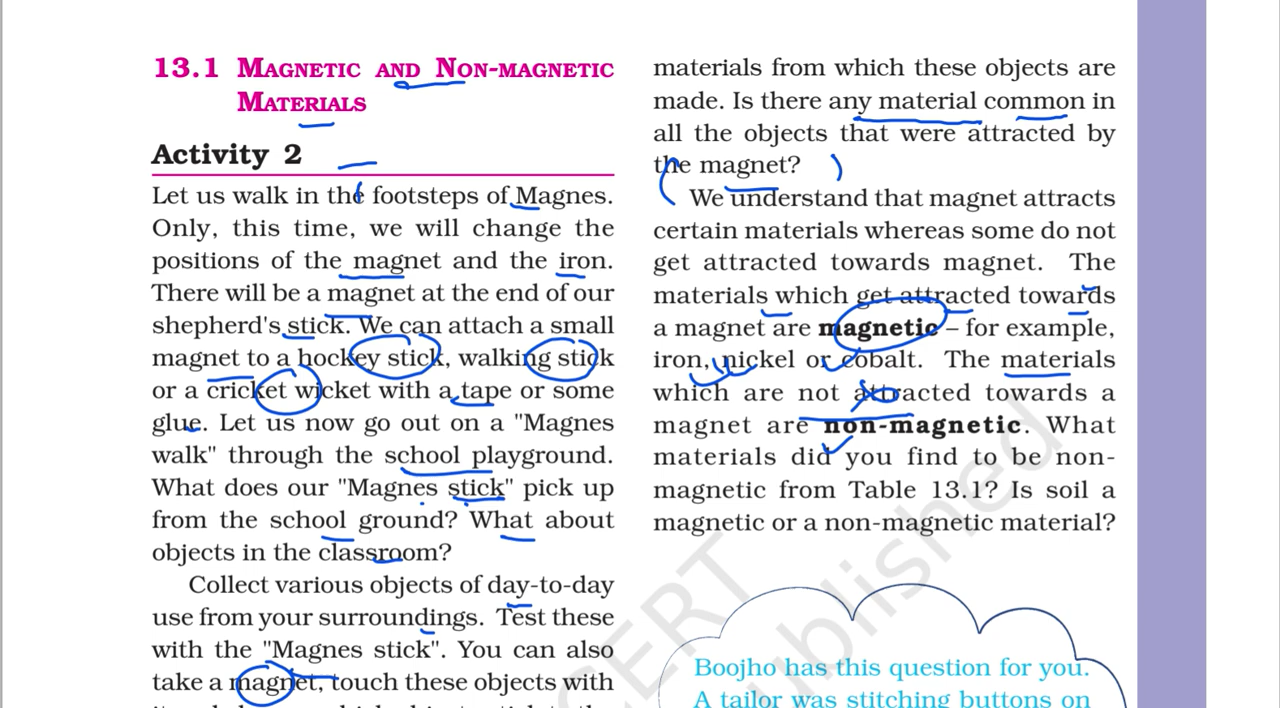 13.1 MAGNETIC AND NON-MAGNETIC
MATERIALS
Activity 2
Let us walk in the footsteps of Magnes.
Only, this time, we will change the
positions of the magnet and the iron.
There will be a magnet at the end of our
shepherd's stick. We can attach a small
magnet to a hockey stick, walking stick
or a cricket wicket with a tape or some
glue. Let us now go out on a "Magnes
walk" through the school playground.
What does our "Magnes stick" pick up
from the school ground? What about
objects in the classroom?
Collect various objects of day-to-day
use from your surroundings. Test these
with the "Magnes stick". You can also
take a magnet, touch these objects with
materials from which these objects are
made. Is there any material common in
all the objects that were attracted by
the magnet?
We understand that magnet attracts
certain materials whereas some do not
get attracted towards magnet. The
materials which get attracted towards
a magnet are magnetic – for example,
iron, nickel or cobalt. The materials
which are not attracted towards a
magnet are non-magnetic. What
materials did you find to be non-
magnetic from Table 13.1? Is soil a
magnetic or a non-magnetic material?
Boojho has this question for you.
A tailor was stitching buttons on